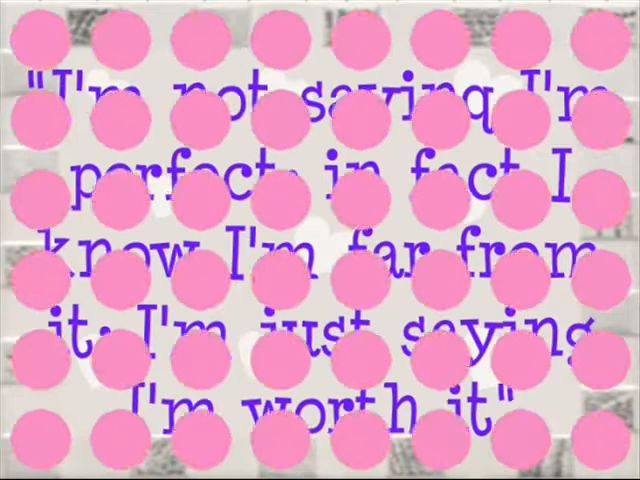 "I'm not saying I'm
perfect; in fact I
know I'm far from
it; I'm just saying
I'm worth it"